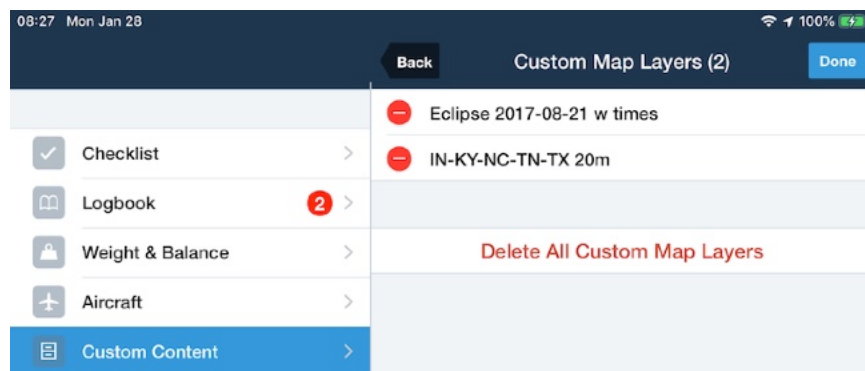 08:27 Mon Jan 28
100%
Back
Custom Map Layers (2)
Done
Eclipse 2017-08-21 w times
IN-KY-NC-TN-TX 20m
Delete All Custom Map Layers
Checklist
Logbook
2
Weight & Balance
Aircraft
Custom Content